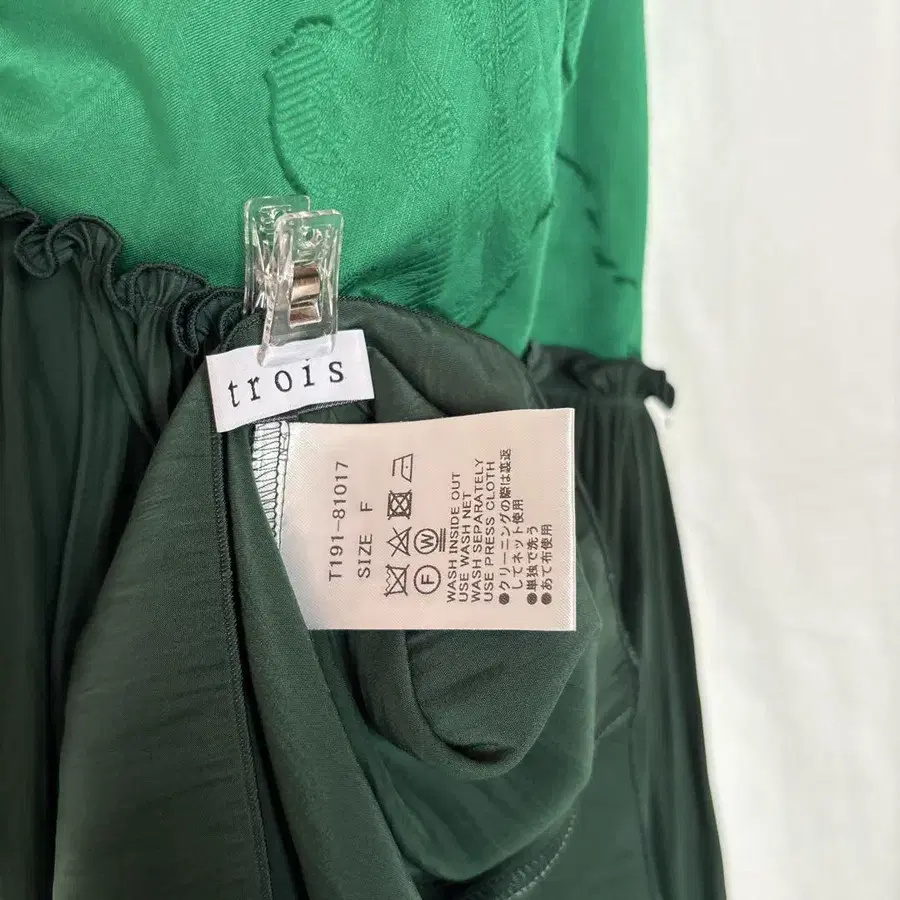 trois
T191-81017
SIZE F
F W
WASH INSIDE OUT
USE WASH NET
WASH SEPARATELY
USE PRESS CLOTH
●クリーニングの際は裏返
してネット使用
●単独で洗う
●あて布使用